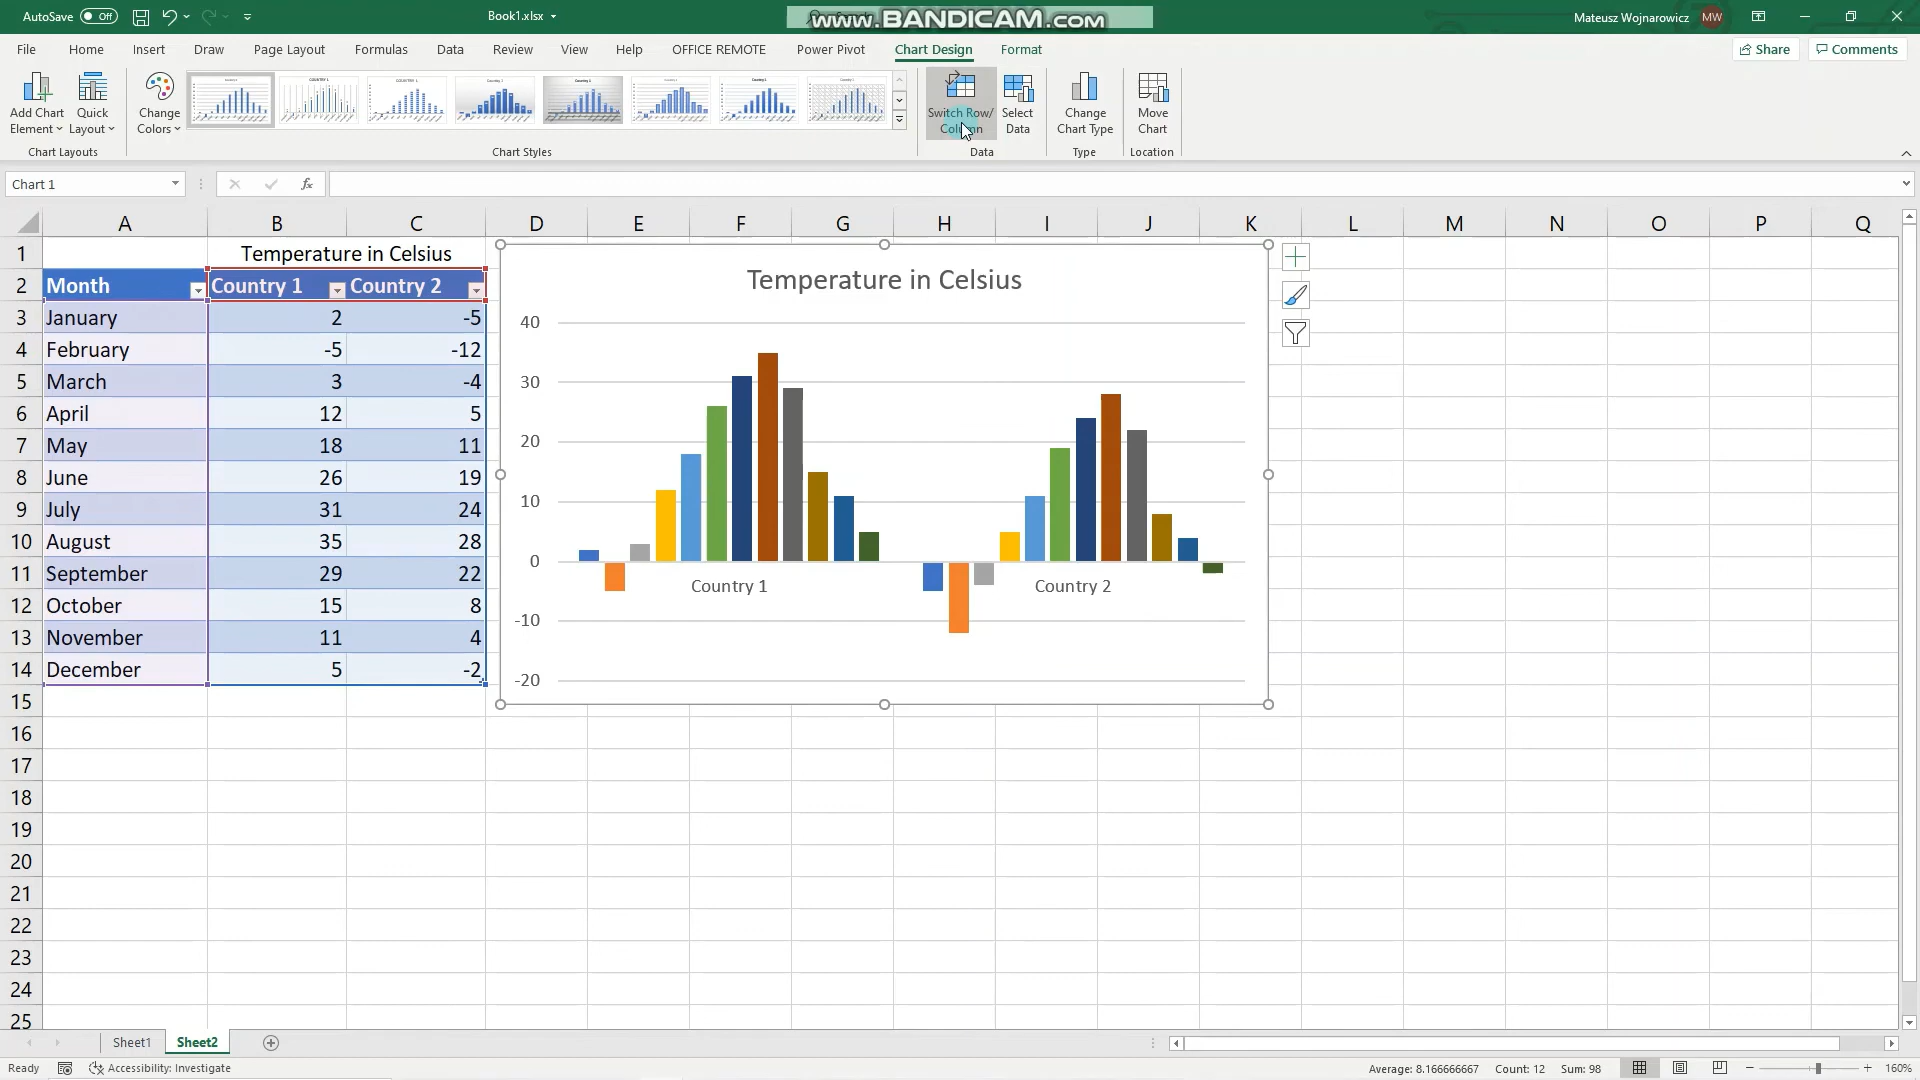 AutoSave Off
Book1.xlsx
www.BANDICAM.com
Mateusz Wojnarowicz MW
File Home Insert Draw Page Layout Formulas Data Review View Help OFFICE REMOTE Power Pivot Chart Design Format
Share Comments
Add Chart Element
Quick Layout
Chart Layouts
Change Colors
Chart Styles
Switch Row/
Column
Select Data
Data
Change Chart Type
Type
Move Chart
Location
Chart 1
fx
A B C D E F G H I J K L M N O P Q
1 Temperature in Celsius
2 Month Country 1 Country 2
3 January 2 -5
4 February -5 -12
5 March 3 -4
6 April 12 5
7 May 18 11
8 June 26 19
9 July 31 24
10 August 35 28
11 September 29 22
12 October 15 8
13 November 11 4
14 December 5 -2
15
16
17
18
19
20
21
22
23
24
25
Temperature in Celsius
40
30
20
10
0
Country 1 Country 2
-10
-20
Sheet1 Sheet2
Ready Accessibility: Investigate
Average: 8.166666667 Count: 12 Sum: 98 160%